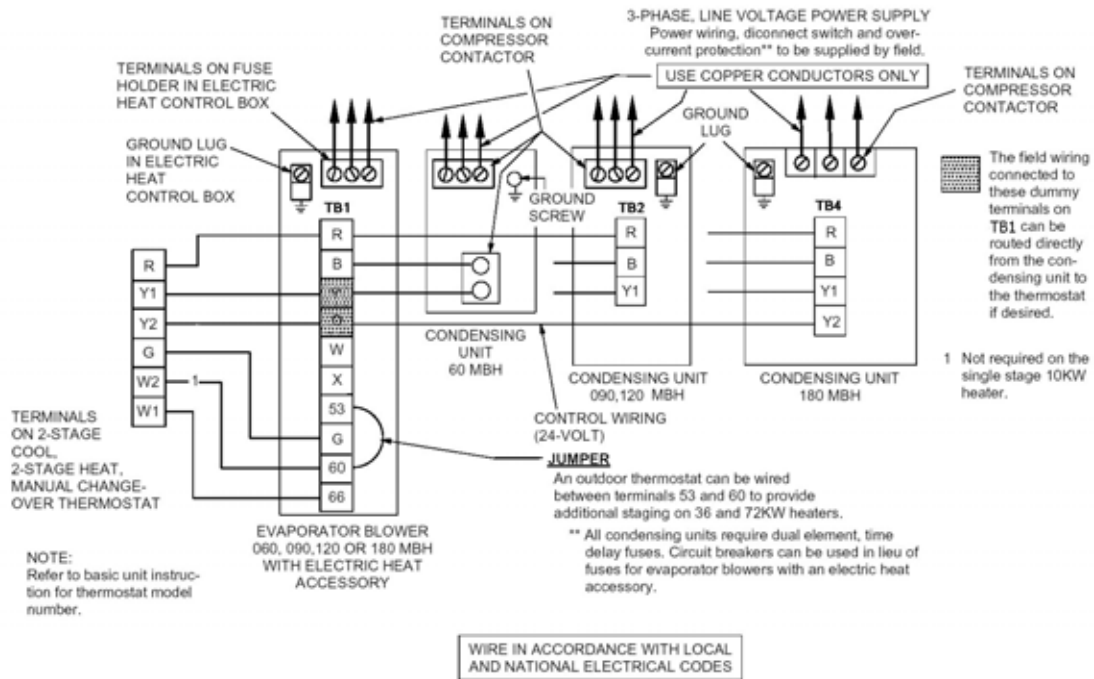 TERMINALS ON
COMPRESSOR
CONTACTOR
3-PHASE, LINE VOLTAGE POWER SUPPLY
Power wiring, diconnect switch and over-
current protection** to be supplied by field.
USE COPPER CONDUCTORS ONLY
TERMINALS ON
COMPRESSOR
CONTACTOR
TERMINALS ON FUSE
HOLDER IN ELECTRIC
HEAT CONTROL BOX
GROUND LUG
IN ELECTRIC
HEAT
CONTROL BOX
GROUND
LUG
GROUND
SCREW
The field wiring
connected to
these dummy
terminals on
TB1 can be
routed directly
from the con-
densing unit to
the thermostat
if desired.
1 Not required on the
single stage 10KW
heater.
R
Y1
Y2
G
W2
W1
1
TB1
R
B
W
X
53
G
60
66
TB2
R
B
Y1
TB4
R
B
Y1
Y2
CONDENSING
UNIT
60 MBH
CONDENSING UNIT
090,120 MBH
CONDENSING UNIT
180 MBH
CONTROL WIRING
(24-VOLT)
TERMINALS
ON 2-STAGE
COOL,
2-STAGE HEAT,
MANUAL CHANGE-
OVER THERMOSTAT
JUMPER
An outdoor thermostat can be wired
between terminals 53 and 60 to provide
additional staging on 36 and 72KW heaters.
** All condensing units require dual element, time
delay fuses. Circuit breakers can be used in lieu of
fuses for evaporator blowers with an electric heat
accessory.
EVAPORATOR BLOWER
060, 090,120 OR 180 MBH
WITH ELECTRIC HEAT
ACCESSORY
NOTE:
Refer to basic unit instruc-
tion for thermostat model
number.
WIRE IN ACCORDANCE WITH LOCAL
AND NATIONAL ELECTRICAL CODES